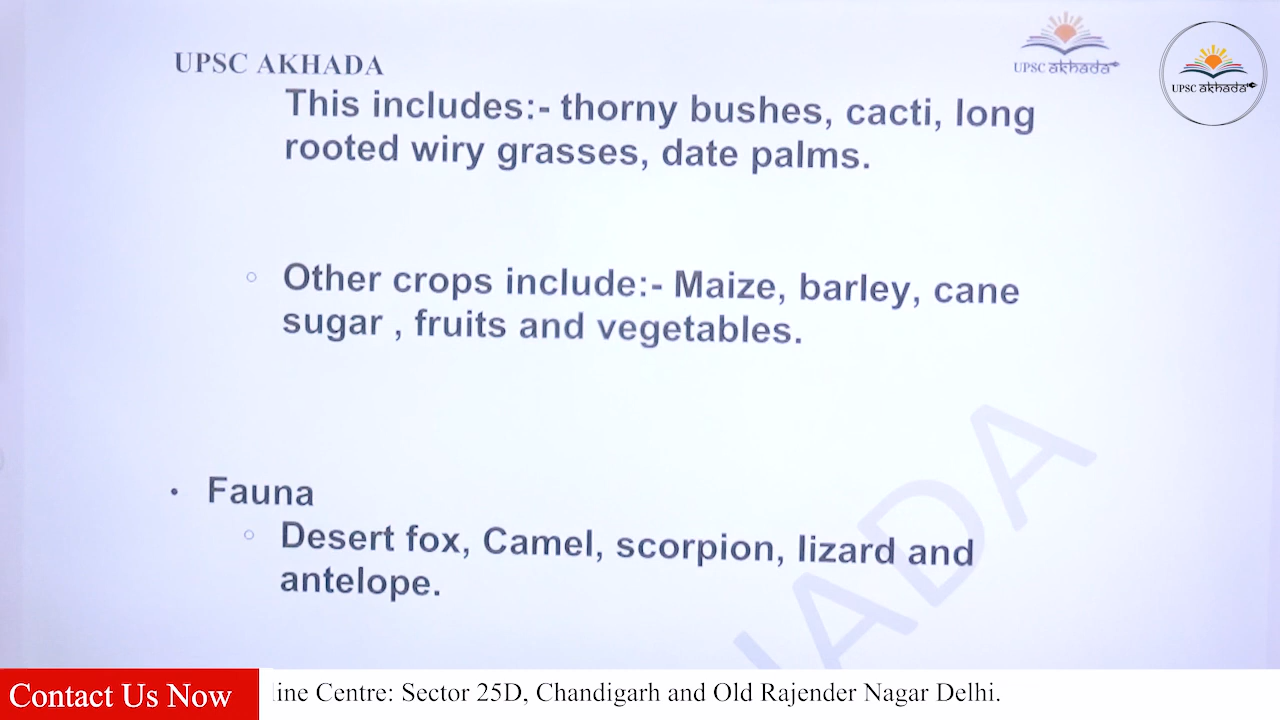 UPSC AKHADA
UPSC akhada
UPSC akhada
This includes:- thorny bushes, cacti, long
rooted wiry grasses, date palms.
◦ Other crops include:- Maize, barley, cane
sugar , fruits and vegetables.
• Fauna
◦ Desert fox, Camel, scorpion, lizard and
antelope.
Contact Us Now
Centre: Sector 25D, Chandigarh and Old Rajender Nagar Delhi.